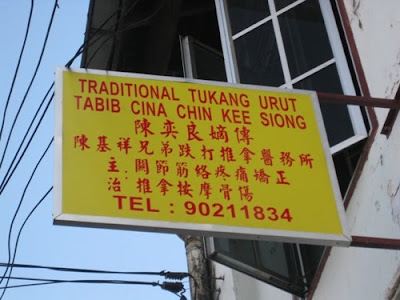 TRADITIONAL TUKANG URUT
TABIB CINA CHIN KEE SIONG
陳奕良嫡傳
陳基祥兄弟跌打推拿醫務所
主:關節筋絡疼痛矯正
治:推拿按摩骨傷
TEL : 90211834